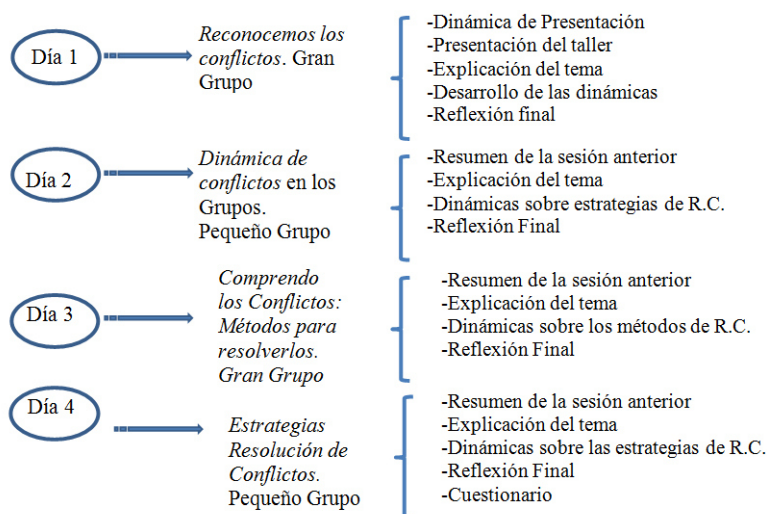 Día 1
Reconocemos los
conflictos. Gran
Grupo
-Dinámica de Presentación
-Presentación del taller
-Explicación del tema
-Desarrollo de las dinámicas
-Reflexión final
Día 2
Dinámica de
conflictos en los
Grupos.
Pequeño Grupo
-Resumen de la sesión anterior
-Explicación del tema
-Dinámicas sobre estrategias de R.C.
-Reflexión Final
Día 3
Comprendo
los Conflictos:
Métodos para
resolverlos.
Gran Grupo
-Resumen de la sesión anterior
-Explicación del tema
-Dinámicas sobre los métodos de R.C.
-Reflexión Final
Día 4
Estrategias
Resolución de
Conflictos.
Pequeño Grupo
-Resumen de la sesión anterior
-Explicación del tema
-Dinámicas sobre las estrategias de R.C.
-Reflexión Final
-Cuestionario